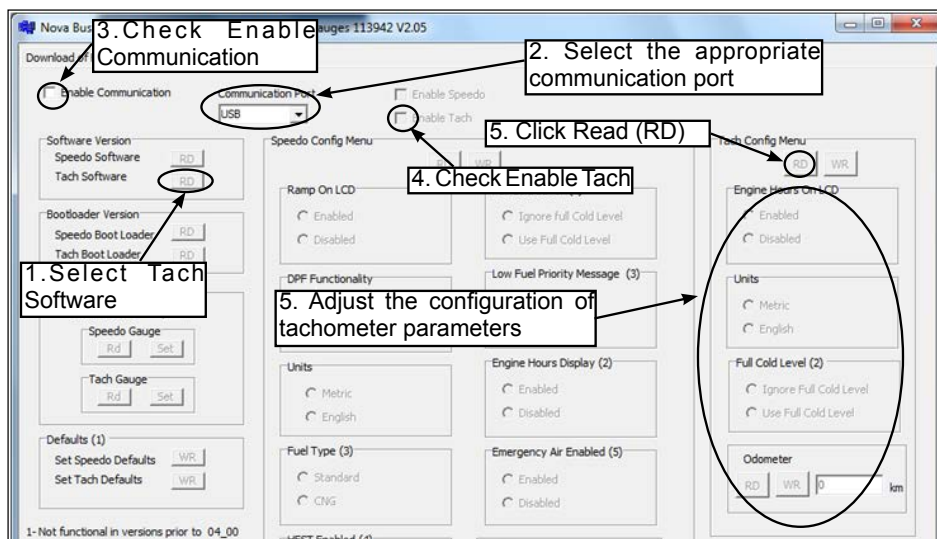 Nova Bus
auges 113942 V2.05
3.Check Enable
Communication
Download of
2. Select the appropriate
communication port
Enable Communication
Communication Port
USB
Enable Speedo
Enable Tach
5. Click Read (RD)
4. Check Enable Tach
Software Version
Speedo Software RD
Tach Software RD
Bootloader Version
Speedo Boot Loader RD
Tach Boot Loader RD
1.Select Tach
Software
Speedo Gauge
Rd Set
Tach Gauge
Rd Set
Defaults (1)
Set Speedo Defaults WR
Set Tach Defaults WR
1- Not functional in versions prior to 04_00
Speedo Config Menu
WR
Ramp On LCD
Enabled
Disabled
DPF Functionality
Units
Metric
English
Fuel Type (3)
Standard
CNG
Ignore full Cold Level
Use Full Cold Level
Low Fuel Priority Message (3)
5. Adjust the configuration of
tachometer parameters
Engine Hours Display (2)
Enabled
Disabled
Emergency Air Enabled (5)
Enabled
Disabled
Tach Config Menu
RD WR
Engine Hours On LCD
Enabled
Disabled
Units
Metric
English
Full Cold Level (2)
Ignore Full Cold Level
Use Full Cold Level
Odometer
RD WR 0 km